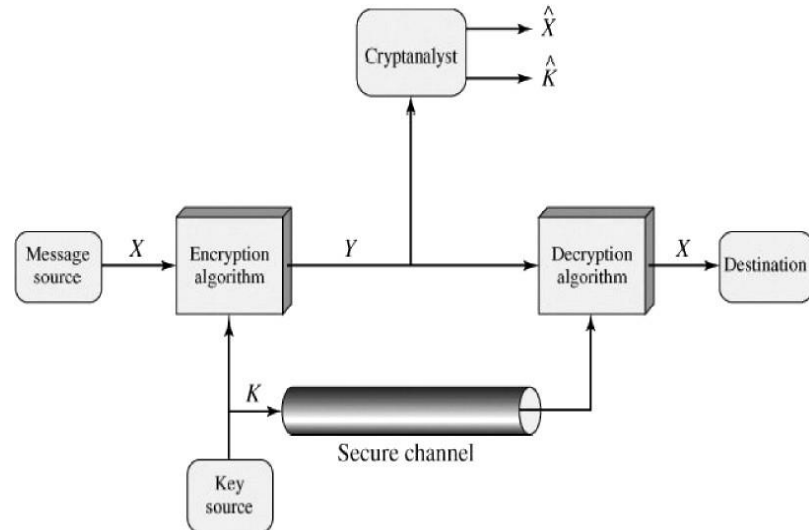 Cryptanalyst
X̂
K̂
Message
source
X
Encryption
algorithm
Y
Decryption
algorithm
X
Destination
K
Secure channel
Key
source